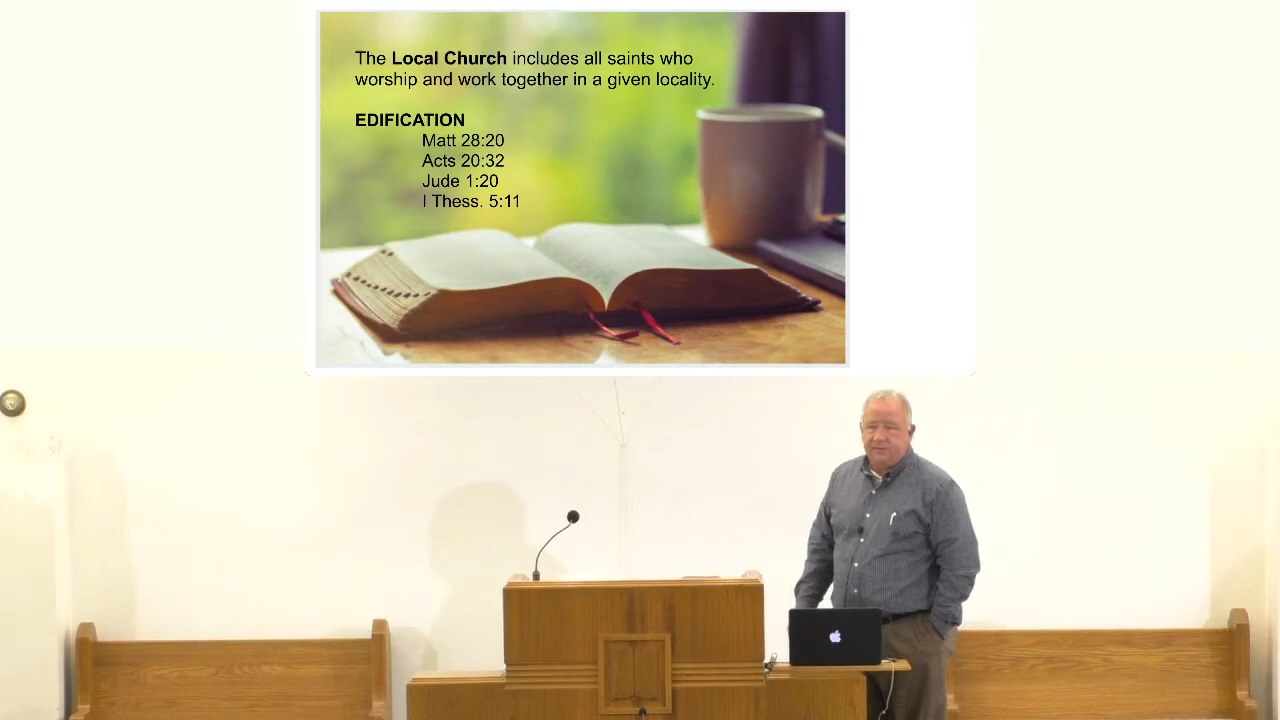 The Local Church includes all saints who
worship and work together in a given locality.
EDIFICATION
Matt 28:20
Acts 20:32
Jude 1:20
I Thess. 5:11